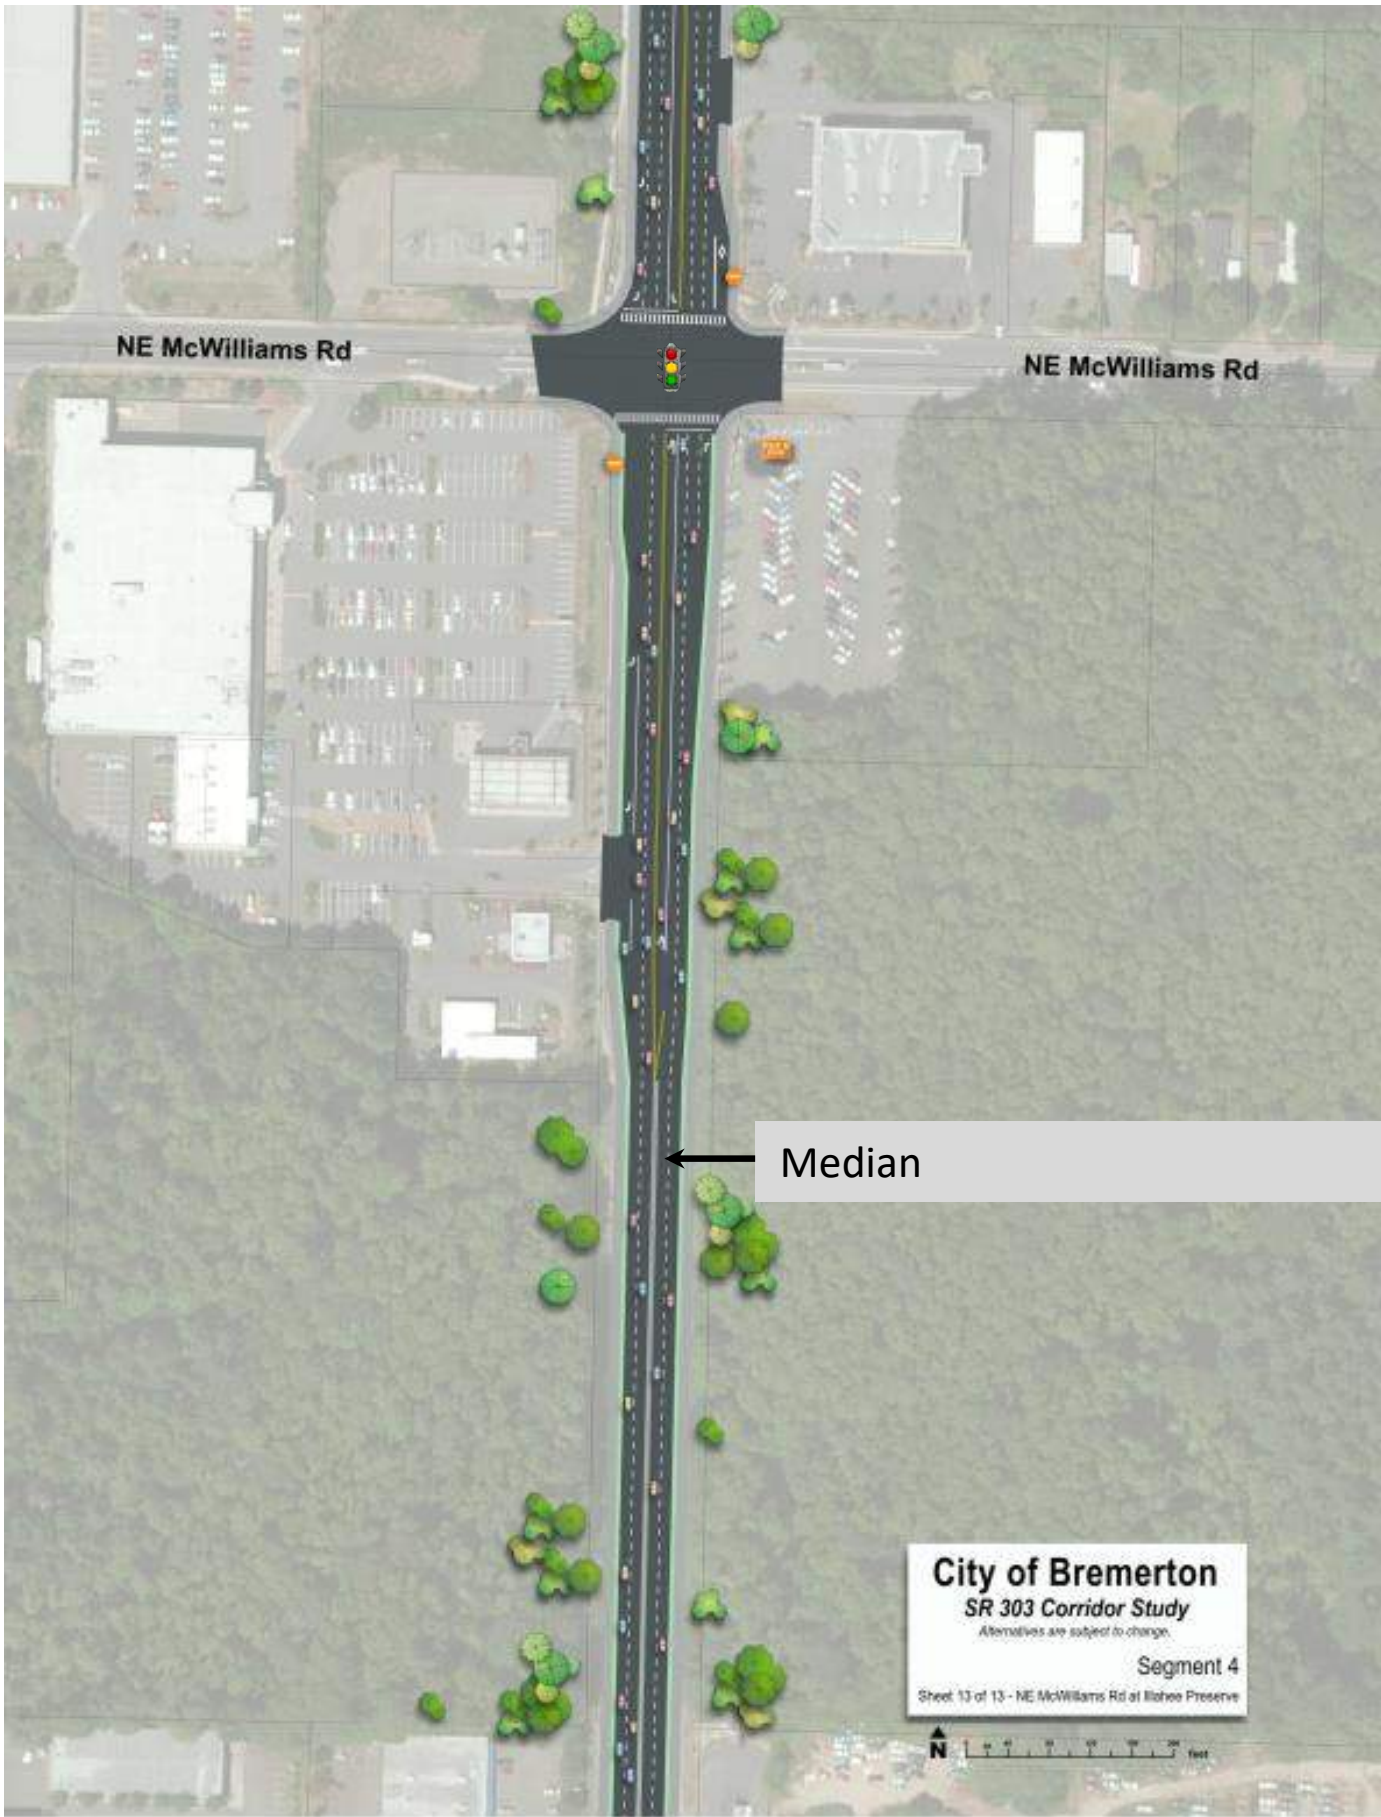 NE McWilliams Rd
NE McWilliams Rd
Median
City of Bremerton
SR 303 Corridor Study
Alternatives are subject to change.
Segment 4
Sheet 13 of 13 - NE McWilliams Rd at Illahee Preserve
N
feet